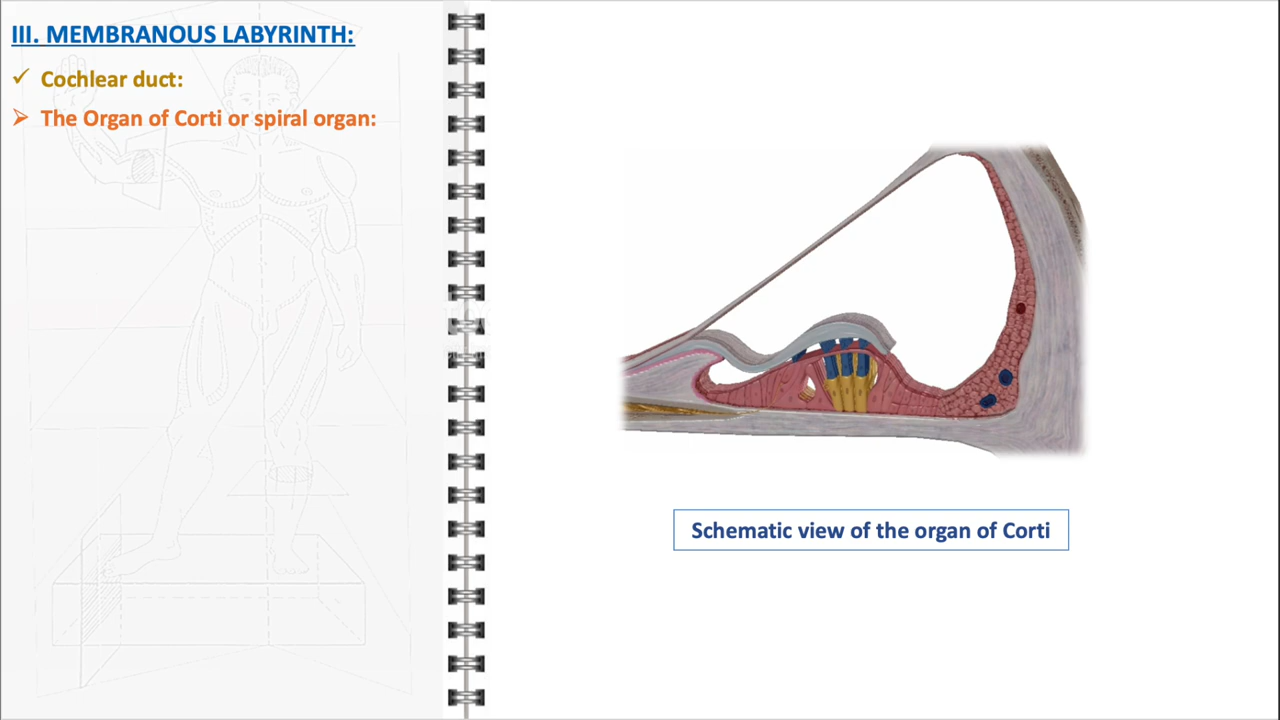 III. MEMBRANOUS LABYRINTH:
✓ Cochlear duct:
➢ The Organ of Corti or spiral organ:
Schematic view of the organ of Corti